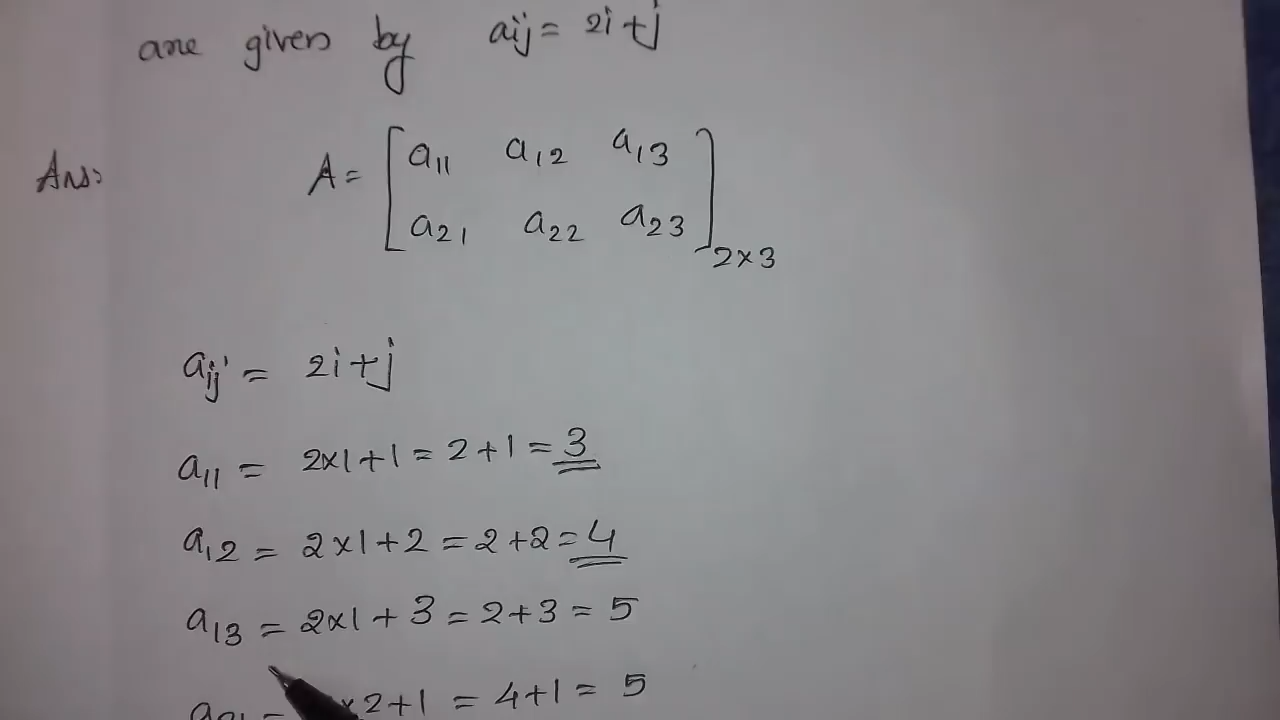 are given by aij = 2i+j
Ans: A = [ a11 a12 a13
a21 a22 a23 ] 2×3
aij = 2i+j
a11 = 2×1+1 = 2+1 = 3
a12 = 2×1+2 = 2+2 = 4
a13 = 2×1+3 = 2+3 = 5
a21 = ×2+1 = 4+1 = 5